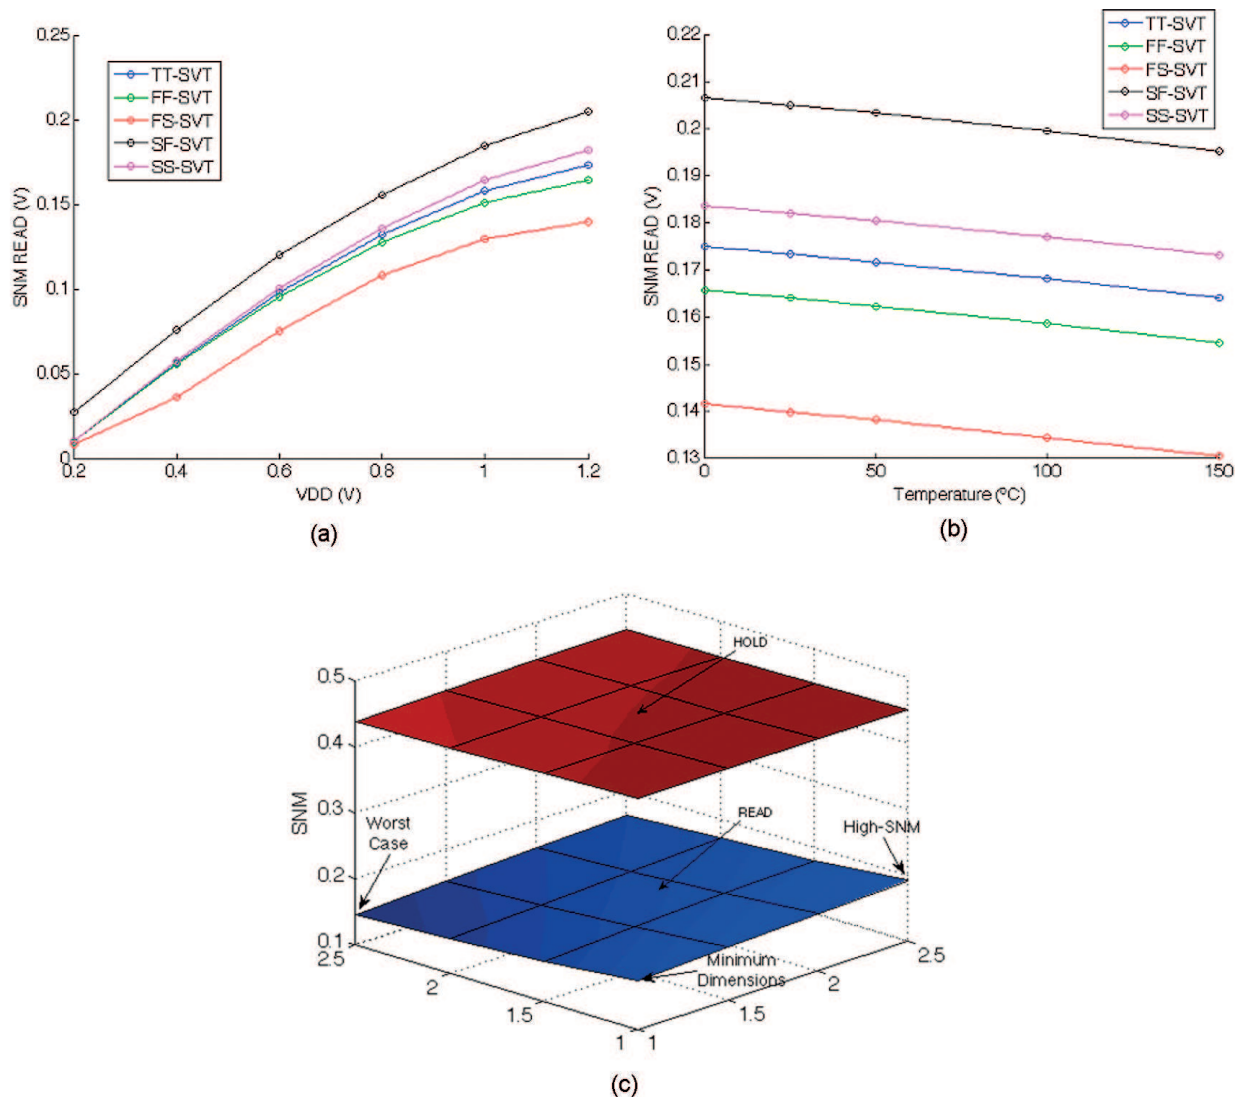 0.25
0.2
0.15
0.1
0.05
0
SNM READ (V)
TT-SVT
FF-SVT
FS-SVT
SF-SVT
SS-SVT
0.2
0.4
0.6
0.8
1
1.2
VDD (V)
(a)
0.22
0.21
0.2
0.19
0.18
0.17
0.16
0.15
0.14
0.13
SNM READ (V)
TT-SVT
FF-SVT
FS-SVT
SF-SVT
SS-SVT
0
50
100
150
Temperature (ºC)
(b)
0.5
0.4
0.3
0.2
0.1
SNM
HOLD
READ
Worst
Case
High-SNM
Minimum
Dimensions
2.5
2
1.5
1
1
1.5
2
2.5
(c)